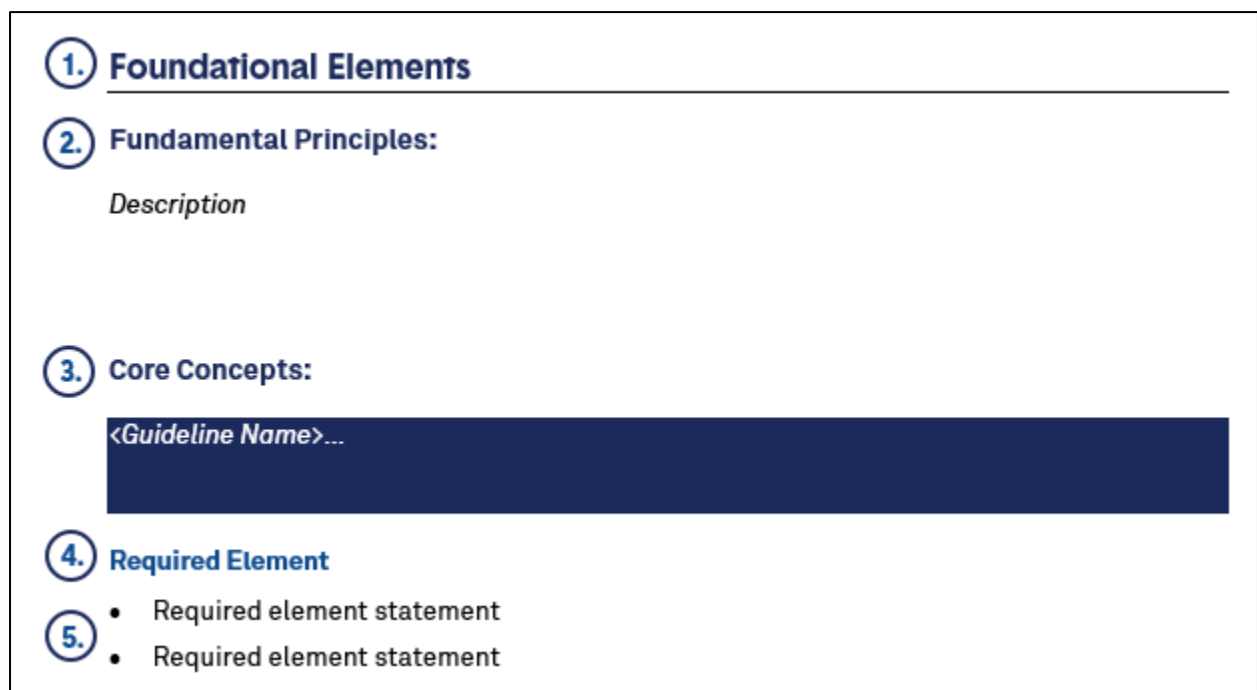 1. Foundational Elements
2. Fundamental Principles:
Description
3. Core Concepts:
<Guideline Name>...
4. Required Element
5.
• Required element statement
• Required element statement